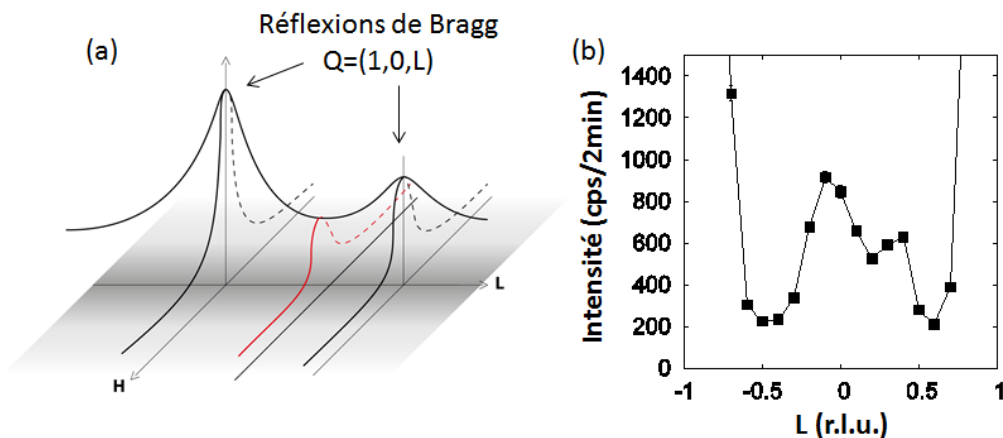 (a)
Réflexions de Bragg
Q=(1,0,L)
L
H
(b)
Intensité (cps/2min)
1400
1200
1000
800
600
400
200
0
-1
-0.5
0
0.5
1
L (r.l.u.)